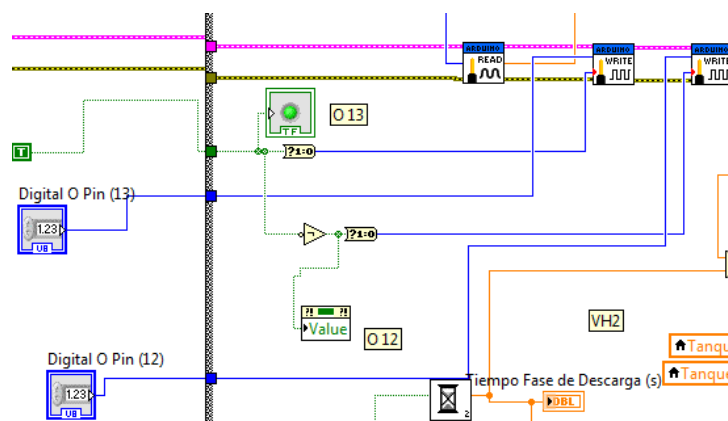 ARDUINO
READ
ARDUINO
WRITE
ARDUINO
WRITE
TF
O 13
T
?1:0
Digital O Pin (13)
1.23
U8
?1:0
?! ?!
Value
O 12
VH2
Tanqu
Tanque
Digital O Pin (12)
1.23
U8
Tiempo Fase de Descarga (s)
2
DBL